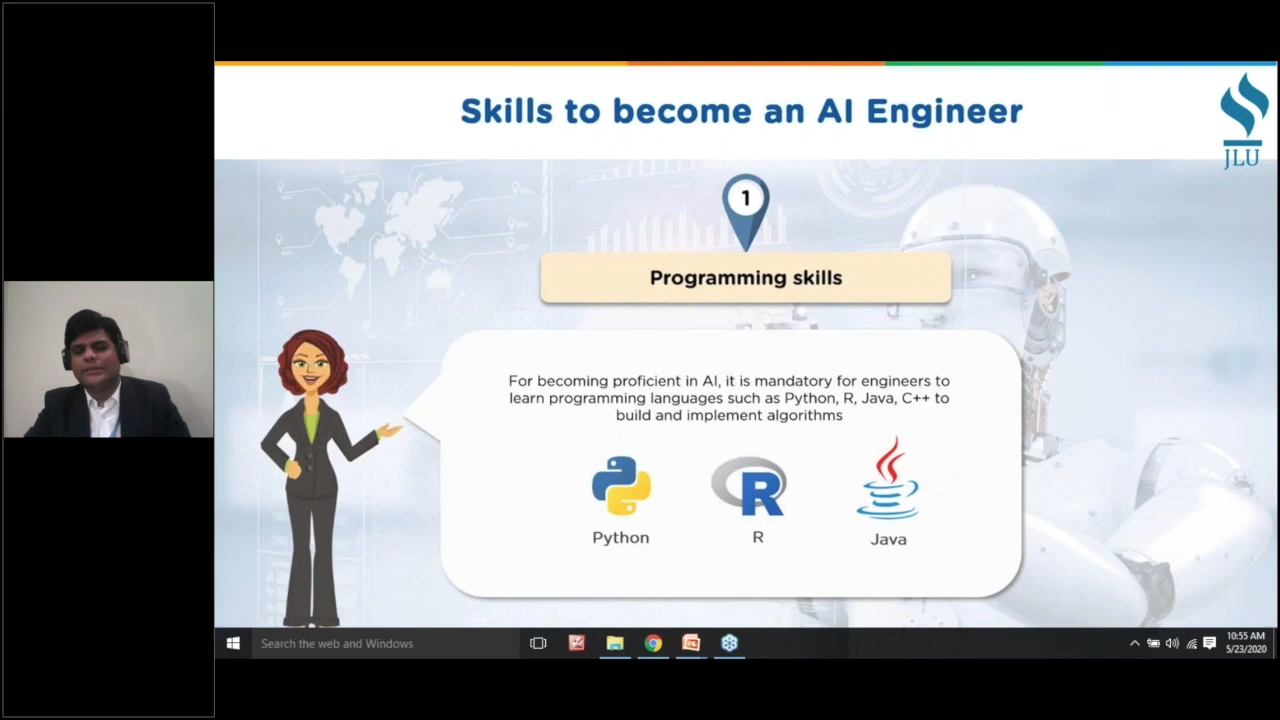 Skills to become an AI Engineer
JLU
1
Programming skills
For becoming proficient in AI, it is mandatory for engineers to
learn programming languages such as Python, R, Java, C++ to
build and implement algorithms
R
Python
R
Java
Search the web and Windows
10:55 AM
5/23/2020